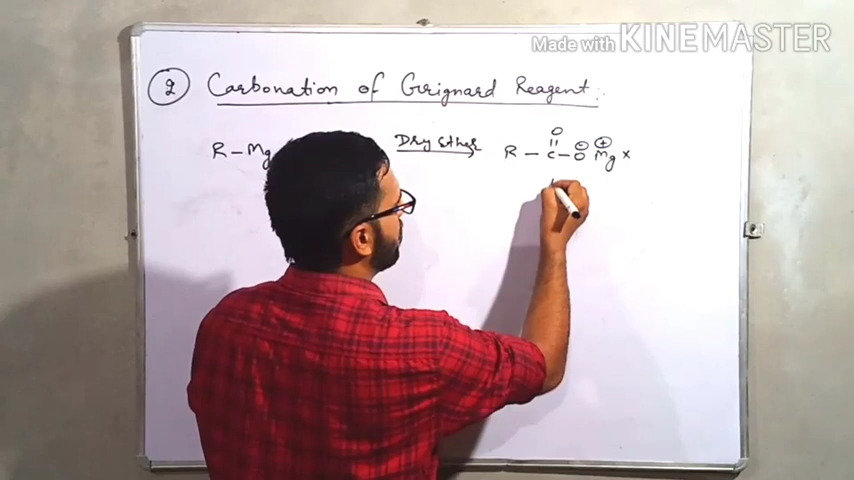 Made with KINEMASTER
2 Carbonation of Grignard Reagent:
R - Mg Dry Ether R - C - O⊖ Mg⊕ x
O